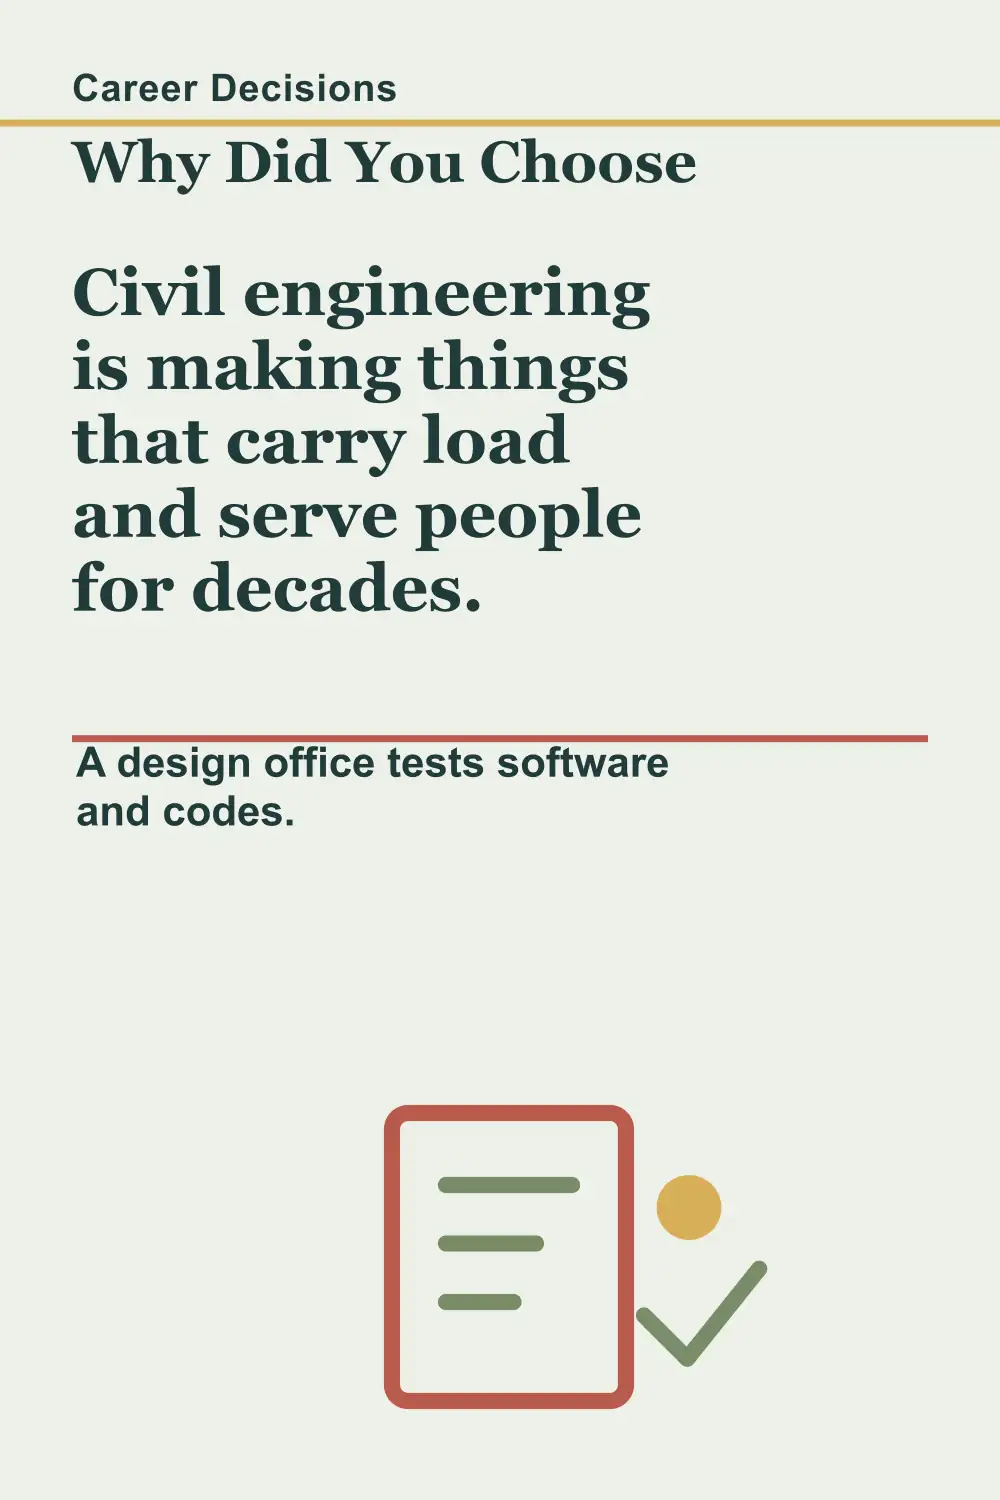 Career Decisions
Why Did You Choose
Civil engineering
is making things
that carry load
and serve people
for decades.
A design office tests software
and codes.